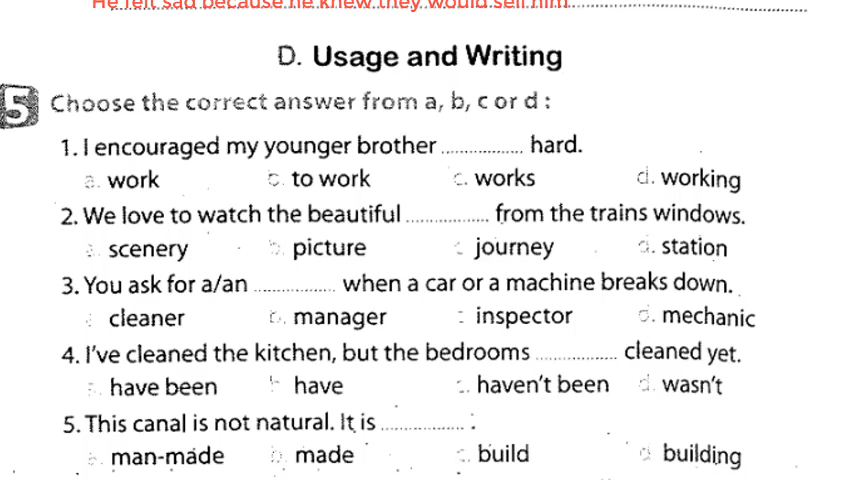 He felt sad because he knew they would sell him
D. Usage and Writing
5 Choose the correct answer from a, b, c or d :
1. I encouraged my younger brother ................. hard.
a. work c. to work c. works d. working
2. We love to watch the beautiful ................. from the trains windows.
a. scenery b. picture c journey d. station
3. You ask for a/an ................. when a car or a machine breaks down.
cleaner b. manager : inspector d. mechanic
4. I've cleaned the kitchen, but the bedrooms ................. cleaned yet.
a. have been b have c. haven't been d wasn't
5. This canal is not natural. It is ................. .
a. man-made b. made c. build d building